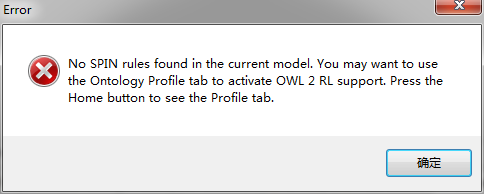 Error
No SPIN rules found in the current model. You may want to use
the Ontology Profile tab to activate OWL 2 RL support. Press the
Home button to see the Profile tab.
确定